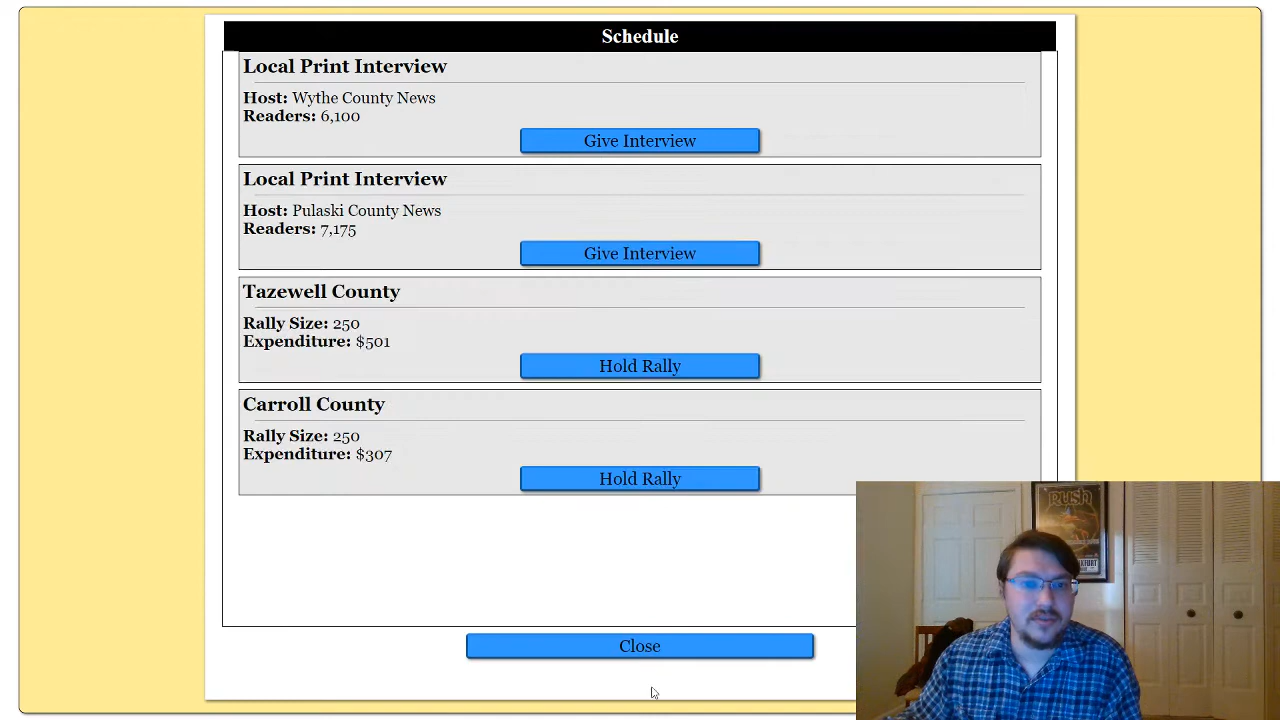 Schedule
Local Print Interview
Host: Wythe County News
Readers: 6,100
Give Interview
Local Print Interview
Host: Pulaski County News
Readers: 7,175
Give Interview
Tazewell County
Rally Size: 250
Expenditure: $501
Hold Rally
Carroll County
Rally Size: 250
Expenditure: $307
Hold Rally
Close
RUSH